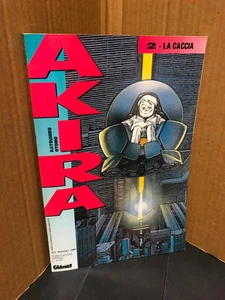 2 - LA CACCIA
AKIRA
KATSUHIRO
OTOMO
Glénat